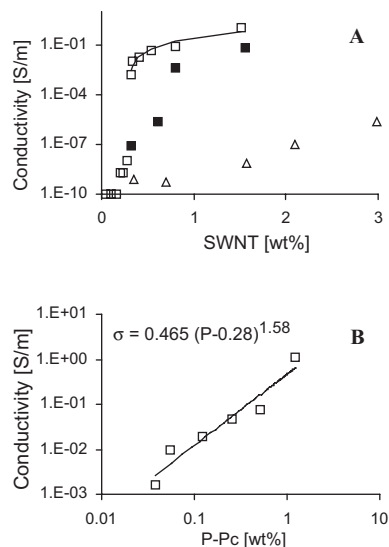 A
Conductivity [S/m]
1.E-01
1.E-04
1.E-07
1.E-10
0 1 2 3
SWNT [wt%]
B
σ = 0.465 (P-0.28)^1.58
Conductivity [S/m]
1.E+01
1.E+00
1.E-01
1.E-02
1.E-03
0.01 0.1 1 10
P-Pc [wt%]